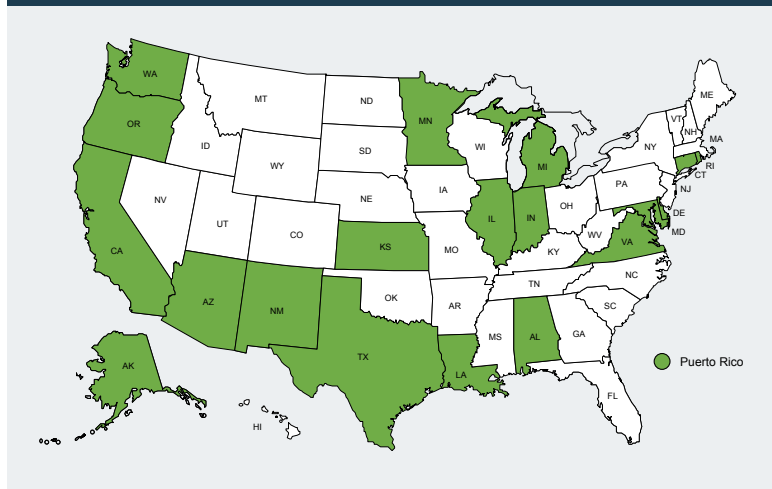 WA
MT
ND
MN
ME
VT
NH
MA
OR
ID
SD
WI
NY
MI
RI
CT
WY
IA
PA
NJ
NV
NE
OH
DE
UT
IL
IN
WV
MD
CO
KS
MO
KY
VA
CA
NC
TN
AZ
NM
OK
AR
SC
MS
AL
GA
TX
LA
Puerto Rico
AK
FL
HI